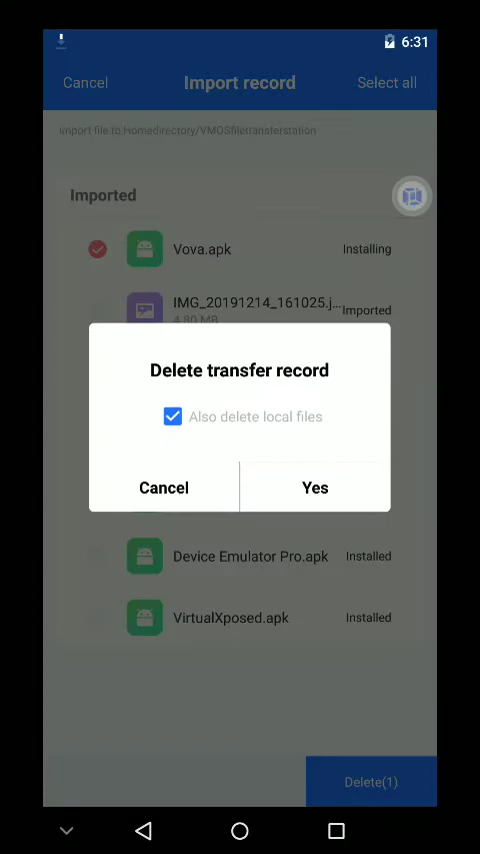 6:31
Cancel
Import record
Select all
Import file to:Homedirectory/VMOSfiletransferstation
Imported
Vova.apk
Installing
IMG_20191214_161025.j...
Imported
4.80 MB
Delete transfer record
Also delete local files
Cancel
Yes
Device Emulator Pro.apk
Installed
VirtualXposed.apk
Installed
Delete(1)